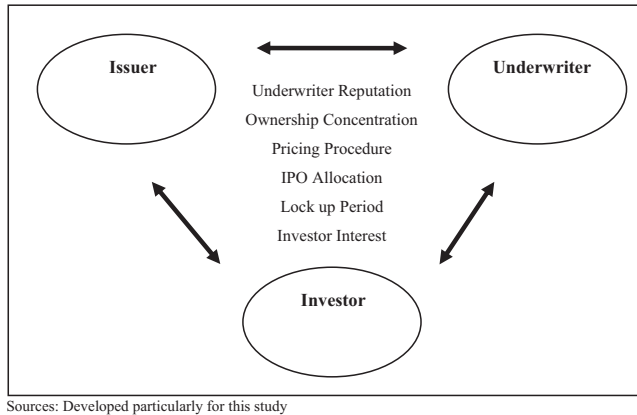 Issuer
Underwriter
Underwriter Reputation
Ownership Concentration
Pricing Procedure
IPO Allocation
Lock up Period
Investor Interest
Investor
Sources: Developed particularly for this study